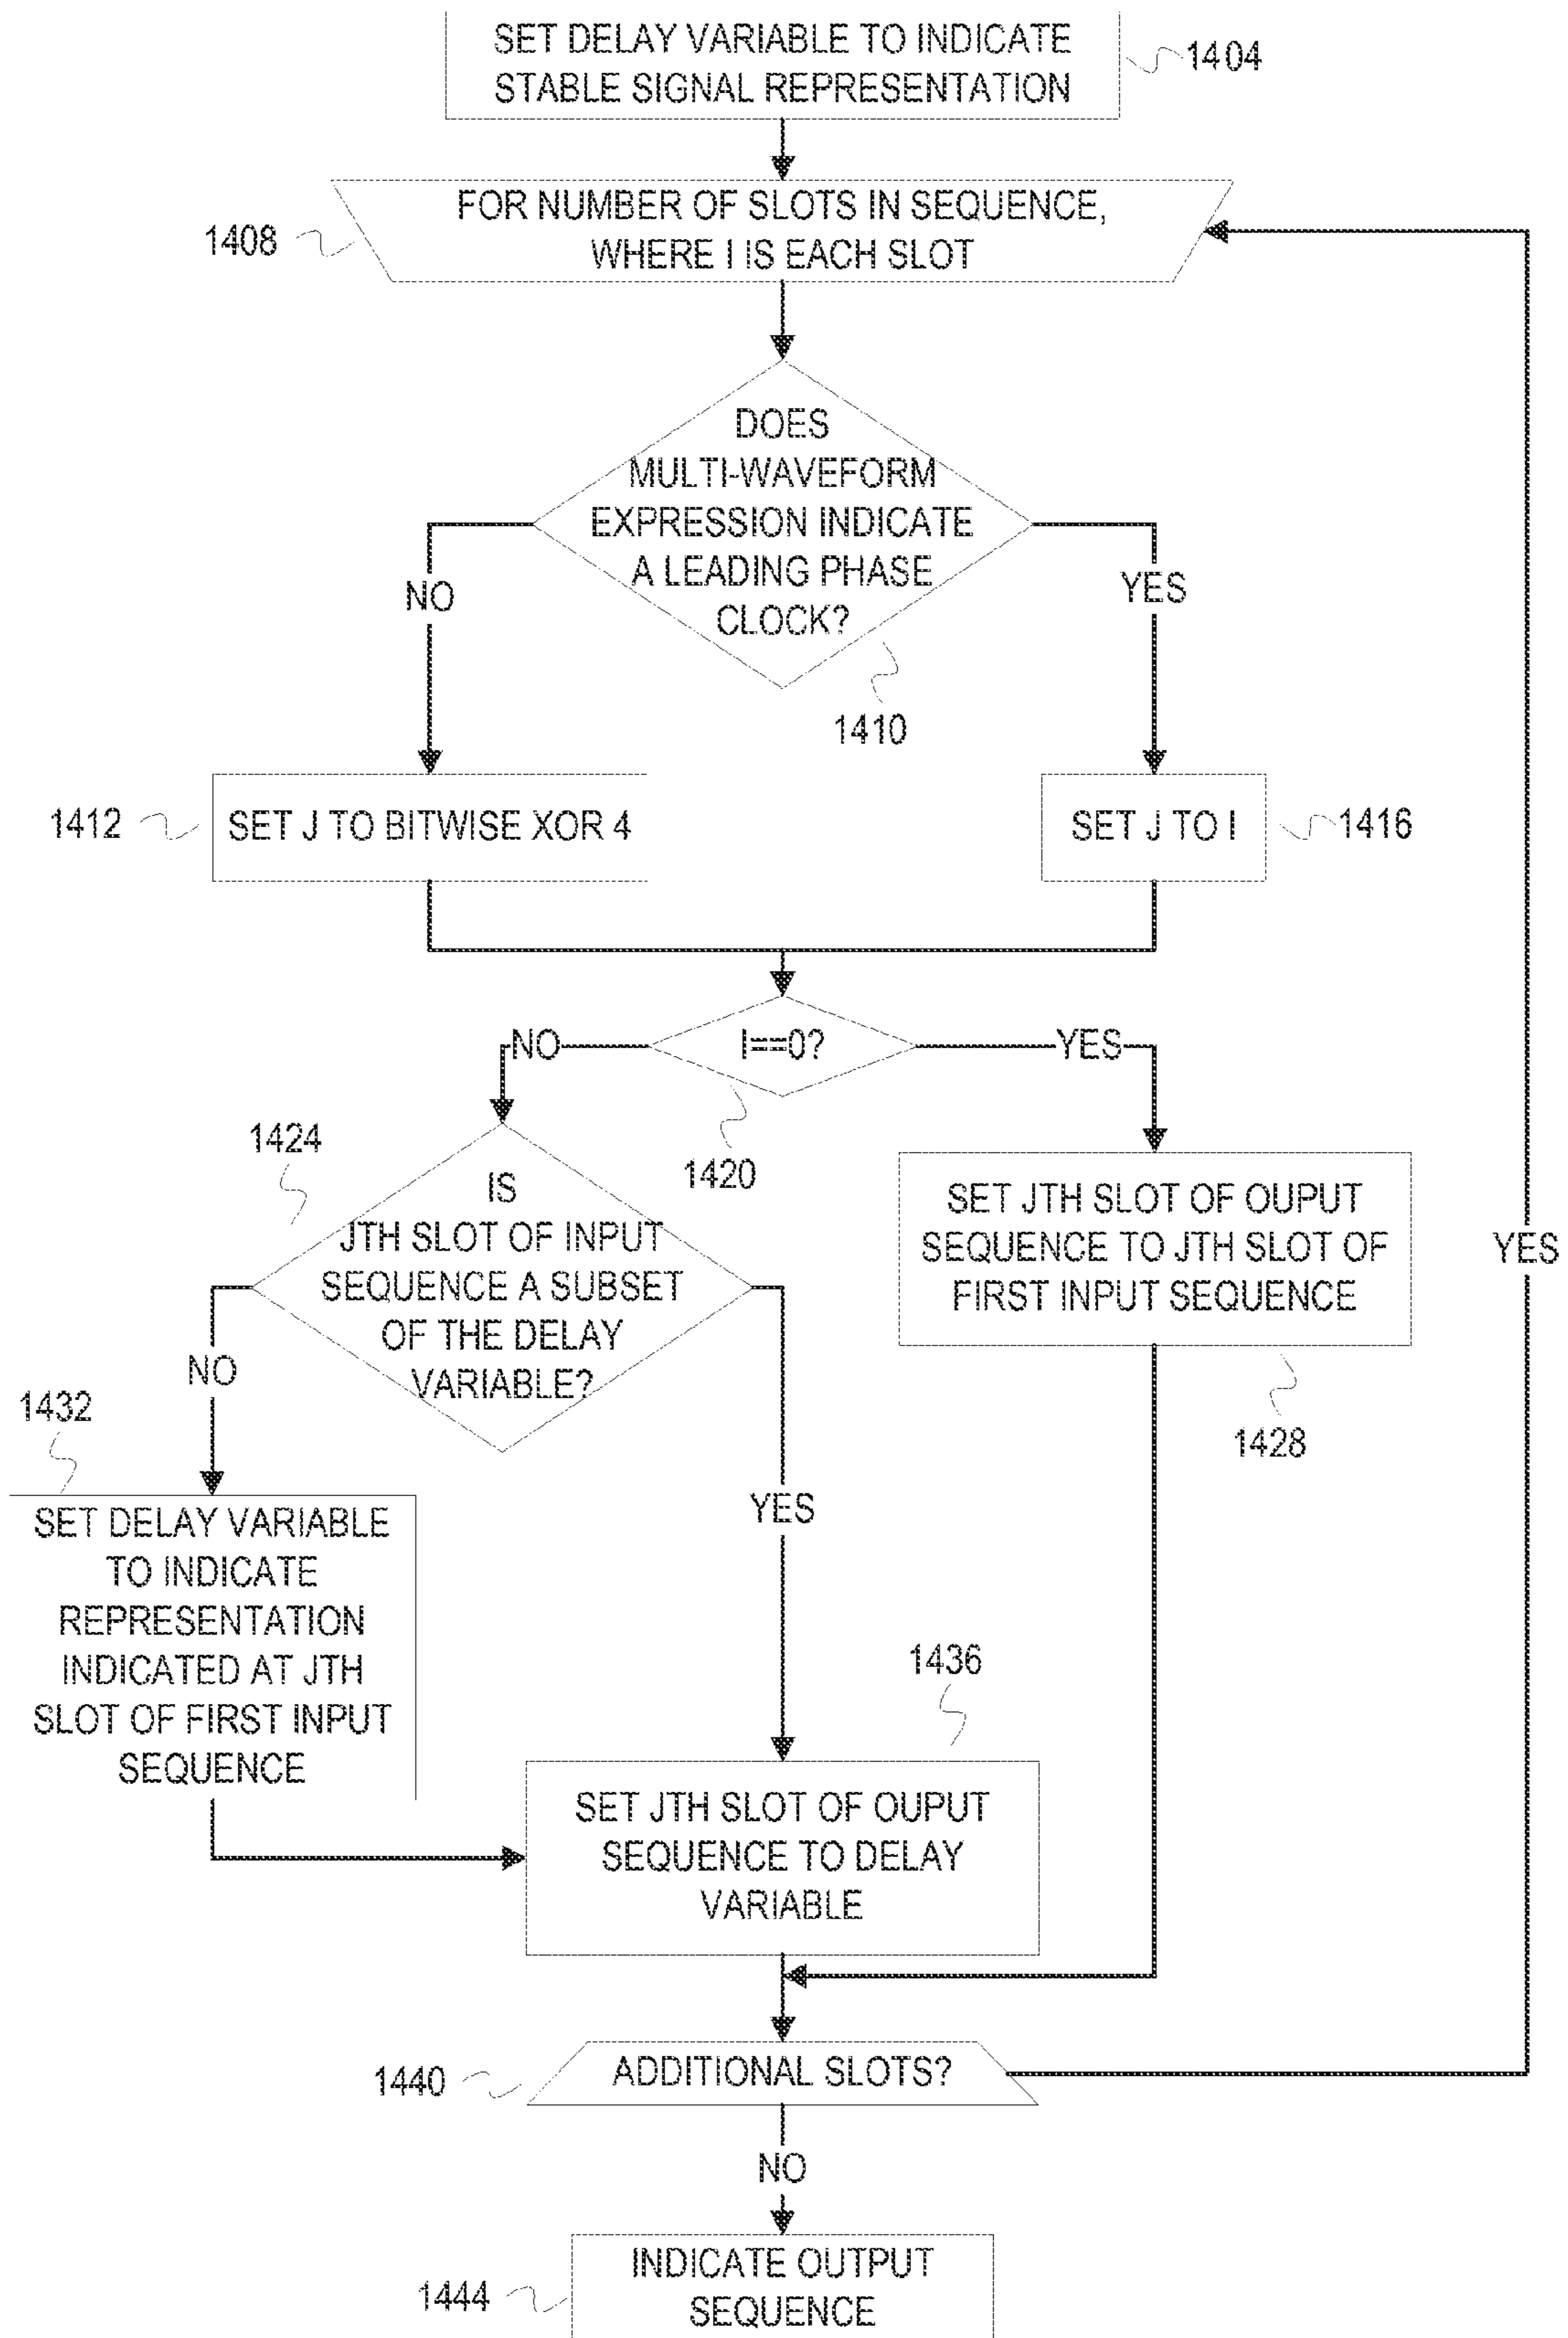 SET DELAY VARIABLE TO INDICATE
STABLE SIGNAL REPRESENTATION
1404
FOR NUMBER OF SLOTS IN SEQUENCE,
WHERE I IS EACH SLOT
1408
DOES
MULTI-WAVEFORM
EXPRESSION INDICATE
A LEADING PHASE
CLOCK?
NO
YES
1410
1412
SET J TO BITWISE XOR 4
SET J TO I
1416
NO
I==0?
YES
1424
1420
IS
JTH SLOT OF INPUT
SEQUENCE A SUBSET
OF THE DELAY
VARIABLE?
SET JTH SLOT OF OUPUT
SEQUENCE TO JTH SLOT OF
FIRST INPUT SEQUENCE
YES
NO
1432
1428
YES
SET DELAY VARIABLE
TO INDICATE
REPRESENTATION
INDICATED AT JTH
SLOT OF FIRST INPUT
SEQUENCE
1436
SET JTH SLOT OF OUPUT
SEQUENCE TO DELAY
VARIABLE
1440
ADDITIONAL SLOTS?
NO
1444
INDICATE OUTPUT
SEQUENCE